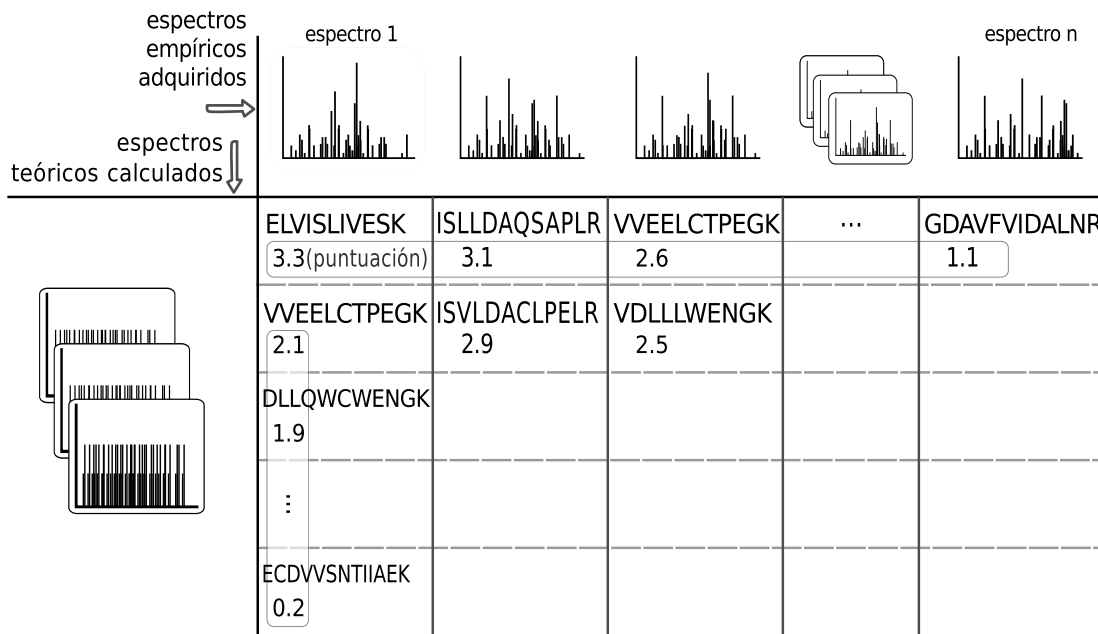 espectros
empíricos
adquiridos
espectro 1
espectro n
espectros
teóricos calculados
ELVISLIVESK ISLLDAQSAPLR VVEELCTPEGK ... GDAVFVIDALNR
3.3(puntuación) 3.1 2.6 1.1
VVEELCTPEGK ISVLDACLPELR VDLLLWENGK
2.1 2.9 2.5
DLLQWCWENGK
1.9
...
ECDVVSNTIIAEK
0.2